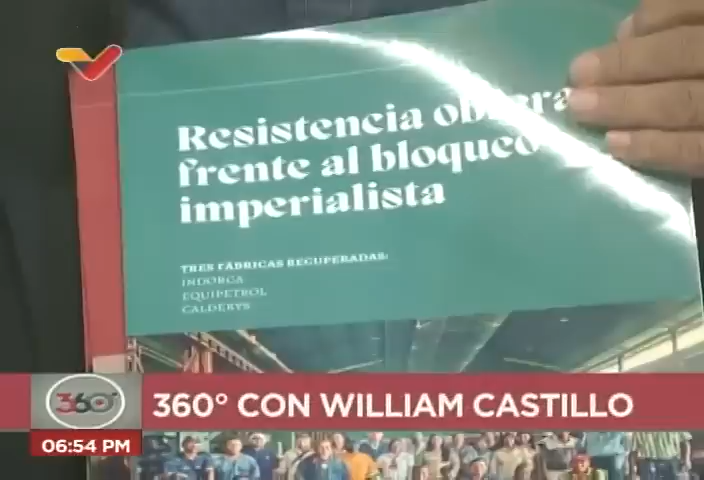 Resistencia obrera
frente al bloqueo
imperialista
TRES FÁBRICAS RECUPERADAS:
INDORCA
EQUIPETROL
CALDERYS
360°
360° CON WILLIAM CASTILLO
06:54 PM